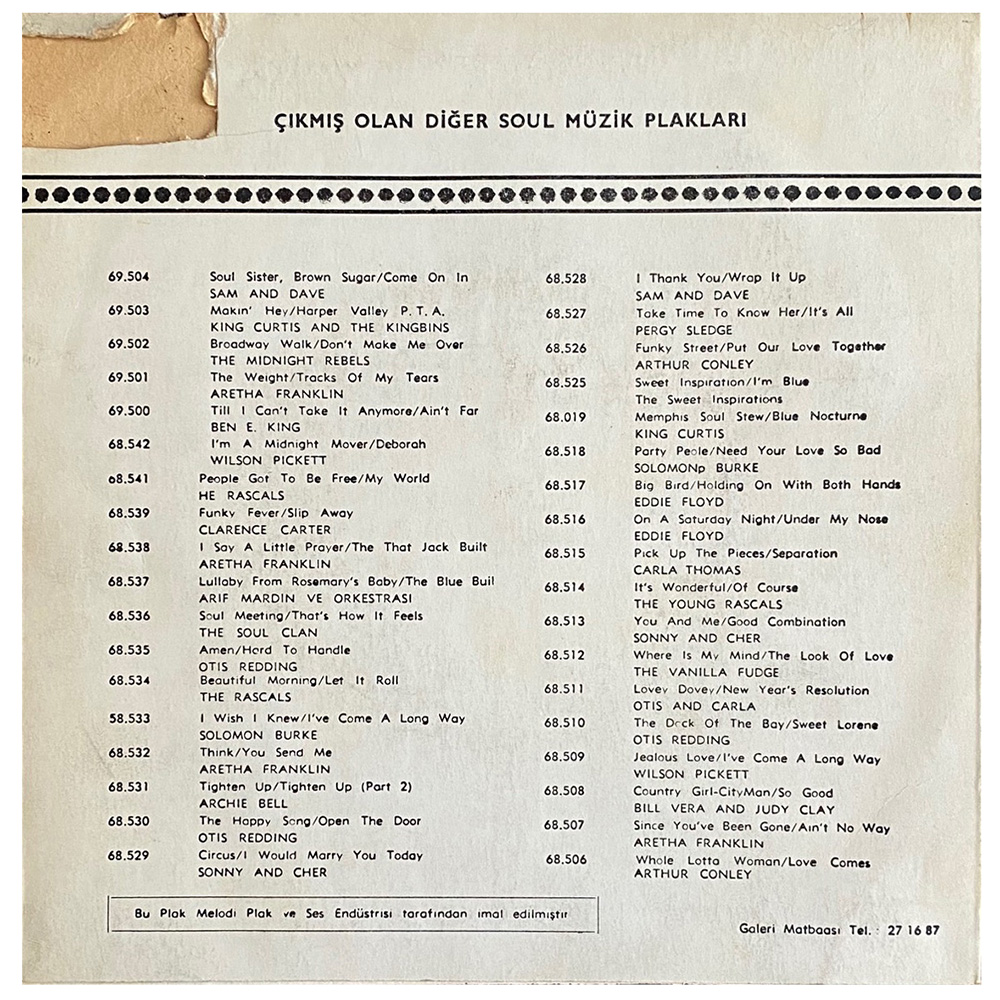 ÇIKMIŞ OLAN DİĞER SOUL MÜZİK PLAKLARI
69.504 Soul Sister, Brown Sugar/Come On In
SAM AND DAVE
69.503 Makin' Hey/Harper Valley P. T. A.
KING CURTIS AND THE KINGBINS
69.502 Broadway Walk/Don't Make Me Over
THE MIDNIGHT REBELS
69.501 The Weight/Tracks Of My Tears
ARETHA FRANKLIN
69.500 Till I Can't Take It Anymore/Ain't Far
BEN E. KING
68.542 I'm A Midnight Mover/Deborah
WILSON PICKETT
68.541 People Got To Be Free/My World
HE RASCALS
68.539 Funky Fever/Slip Away
CLARENCE CARTER
68.538 I Say A Little Prayer/The That Jack Built
ARETHA FRANKLIN
68.537 Lullaby From Rosemary's Baby/The Blue Buil
ARIF MARDIN VE ORKESTRASI
68.536 Soul Meeting/That's How It Feels
THE SOUL CLAN
68.535 Amen/Hard To Handle
OTIS REDDING
68.534 Beautiful Morning/Let It Roll
THE RASCALS
58.533 I Wish I Knew/I've Come A Long Way
SOLOMON BURKE
68.532 Think/You Send Me
ARETHA FRANKLIN
68.531 Tighten Up/Tighten Up (Part 2)
ARCHIE BELL
68.530 The Happy Song/Open The Door
OTIS REDDING
68.529 Circus/I Would Marry You Today
SONNY AND CHER
68.528 I Thank You/Wrap It Up
SAM AND DAVE
68.527 Take Time To Know Her/It's All
PERGY SLEDGE
68.526 Funky Street/Put Our Love Together
ARTHUR CONLEY
68.525 Sweet Inspiration/I'm Blue
The Sweet Inspirations
68.019 Memphis Soul Stew/Blue Nocturne
KING CURTIS
68.518 Party Peole/Need Your Love So Bad
SOLOMONp BURKE
68.517 Big Bird/Holding On With Both Hands
EDDIE FLOYD
68.516 On A Saturday Night/Under My Nose
EDDIE FLOYD
68.515 Pick Up The Pieces/Separation
CARLA THOMAS
68.514 It's Wonderful/Of Course
THE YOUNG RASCALS
68.513 You And Me/Good Combination
SONNY AND CHER
68.512 Where Is My Mind/The Look Of Love
THE VANILLA FUDGE
68.511 Lovey Dovey/New Year's Resolution
OTIS AND CARLA
68.510 The Dock Of The Bay/Sweet Lorene
OTIS REDDING
68.509 Jealous Love/I've Come A Long Way
WILSON PICKETT
68.508 Country Girl-CityMan/So Good
BILL VERA AND JUDY CLAY
68.507 Since You've Been Gone/Ain't No Way
ARETHA FRANKLIN
68.506 Whole Lotta Woman/Love Comes
ARTHUR CONLEY
Bu Plak Melodi Plak ve Ses Endüstrisi tarafından imal edilmiştir
Galeri Matbaası Tel. : 27 16 87